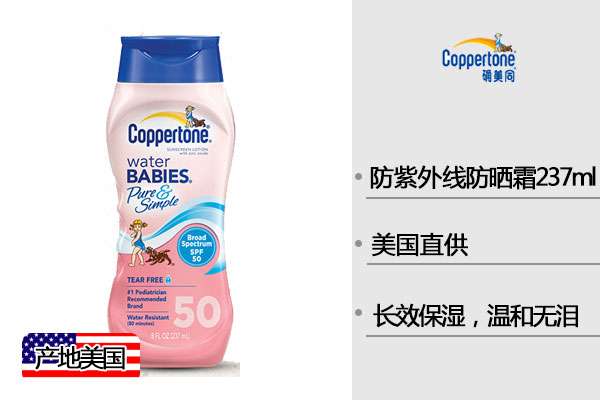 Coppertone®
SUNSCREEN LOTION
with zinc oxide
water
BABIES®
Pure &
Simple
Broad
Spectrum
SPF
50
TEAR FREE
#1 Pediatrician
Recommended
Brand
Water Resistant
(80 minutes)
50
8 FL OZ (237 mL)
产地美国
Coppertone
确美同
防紫外线防晒霜237ml
美国直供
长效保湿，温和无泪